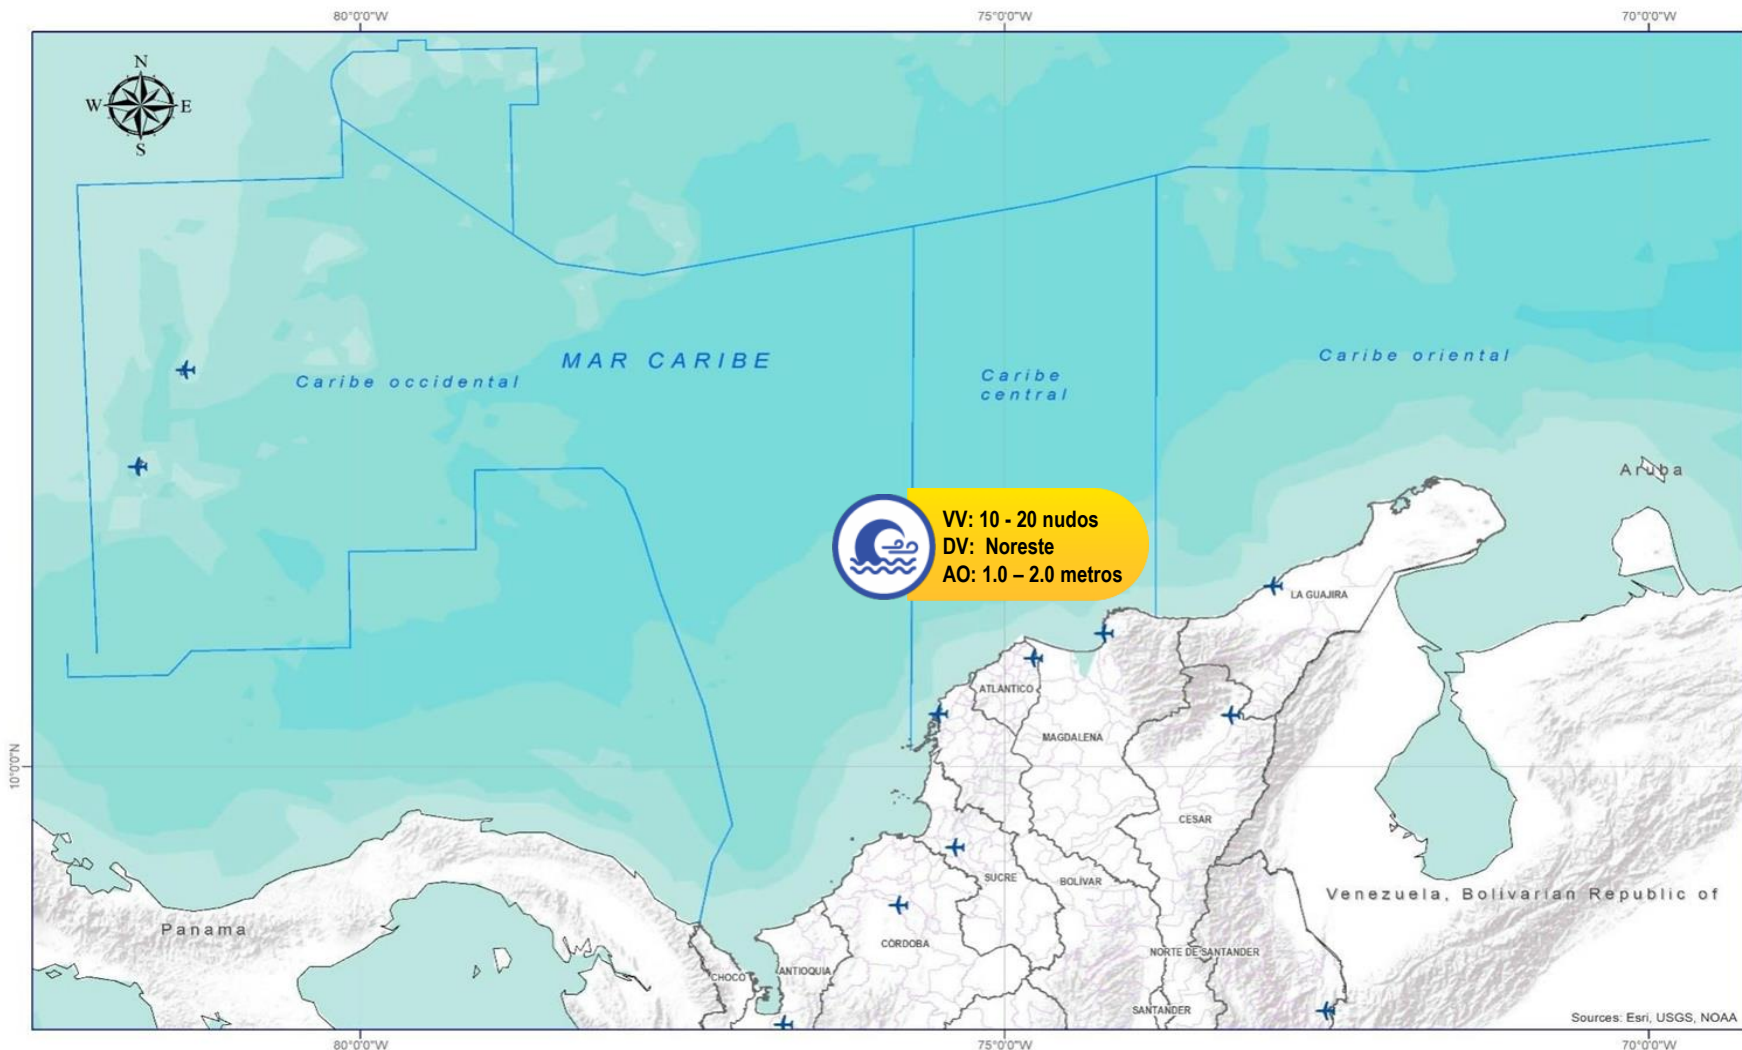 80°0'0"W
75°0'0"W
70°0'0"W
N
W
E
S
MAR CARIBE
Caribe occidental
Caribe
central
Caribe oriental
Aruba
VV: 10 - 20 nudos
DV: Noreste
AO: 1.0 – 2.0 metros
LA GUAJIRA
ATLANTICO
MAGDALENA
10°0'0"N
CESAR
SUCRE
BOLÍVAR
Venezuela, Bolivarian Republic of
Panama
CÓRDOBA
NORTE DE SANTANDER
CHOCO
ANTIOQUIA
SANTANDER
Sources: Esri, USGS, NOAA
80°0'0"W
75°0'0"W
70°0'0"W